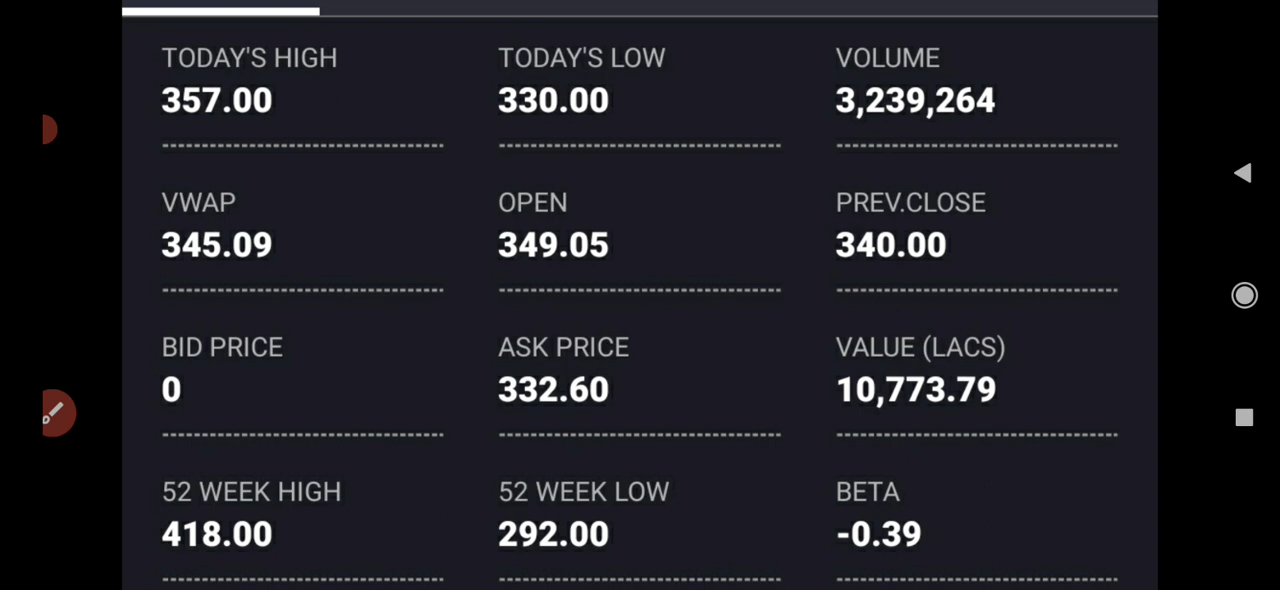 TODAY'S HIGH TODAY'S LOW VOLUME
357.00 330.00 3,239,264
VWAP OPEN PREV.CLOSE
345.09 349.05 340.00
BID PRICE ASK PRICE VALUE (LACS)
0 332.60 10,773.79
52 WEEK HIGH 52 WEEK LOW BETA
418.00 292.00 -0.39